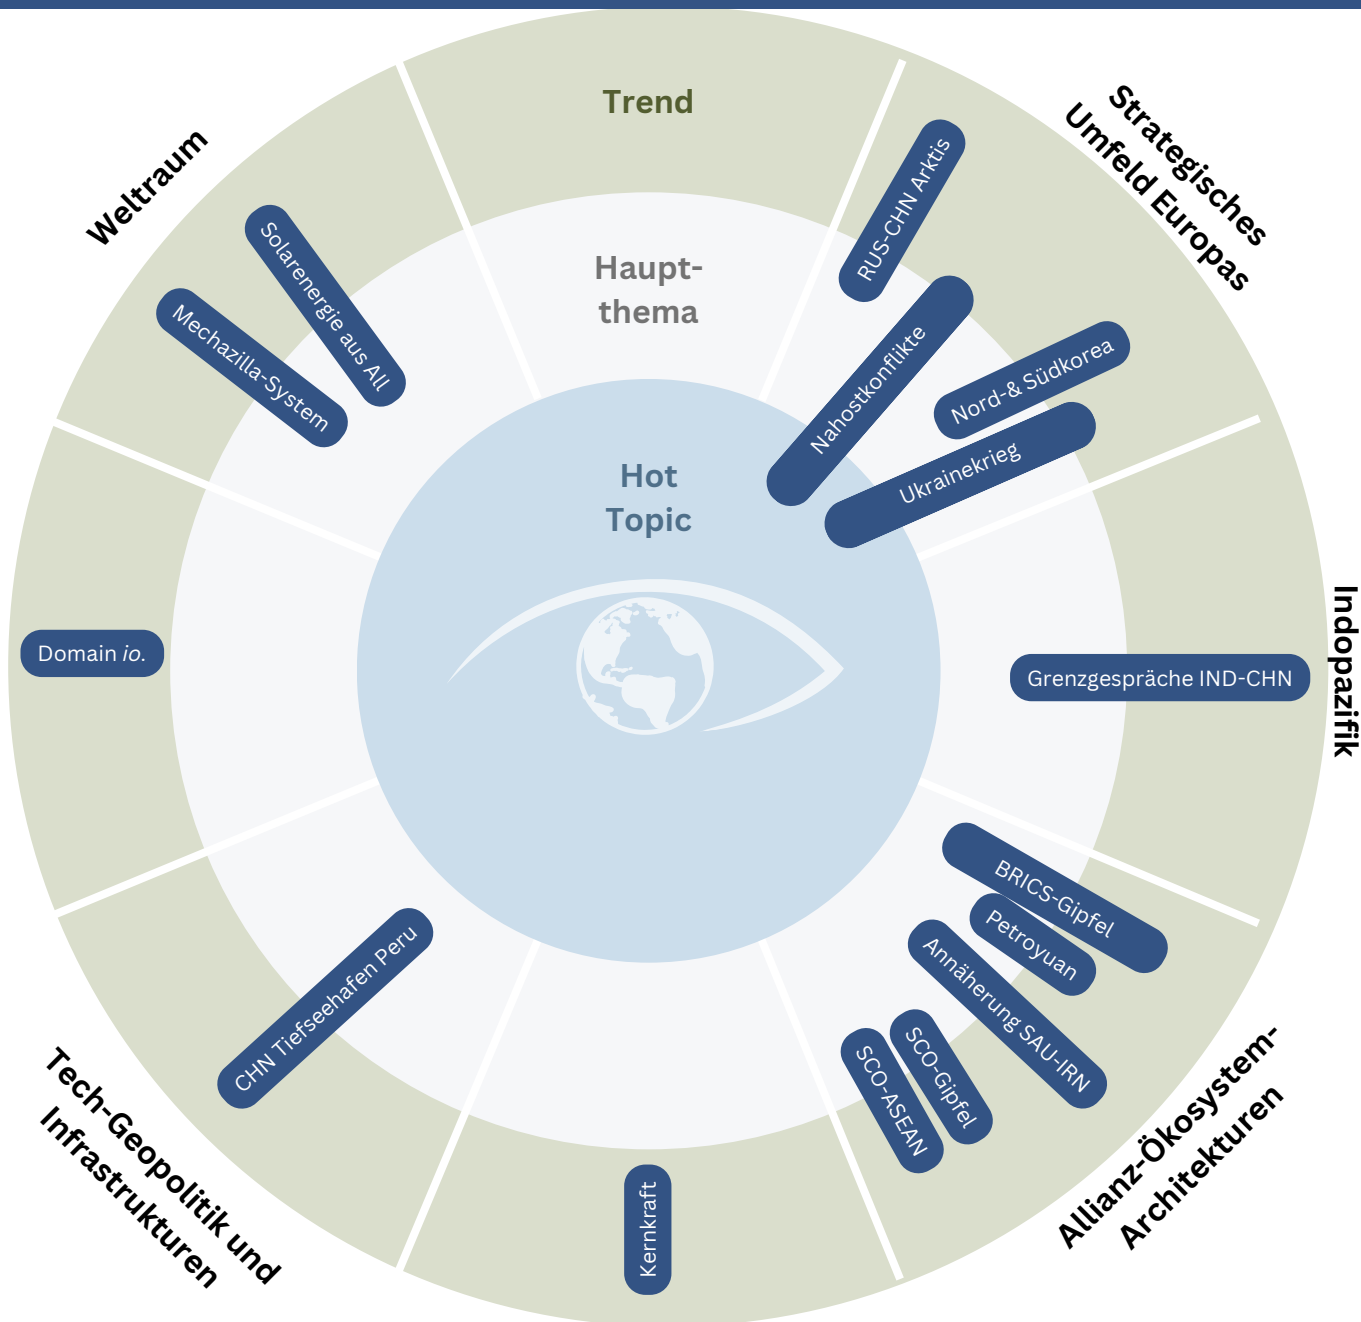 Trend
Haupt-
thema
Hot
Topic
Strategisches
Umfeld Europas
RUS-CHN Arktis
Nahostkonflikte
Nord-& Südkorea
Ukrainekrieg
Indopazifik
Grenzgespräche IND-CHN
Allianz-Ökosystem-
Architekturen
BRICS-Gipfel
Petroyuan
Annäherung SAU-IRN
SCO-Gipfel
SCO-ASEAN
Kernkraft
Tech-Geopolitik und
Infrastrukturen
CHN Tiefseehafen Peru
Domain io.
Weltraum
Mechazilla-System
Solarenergie aus All